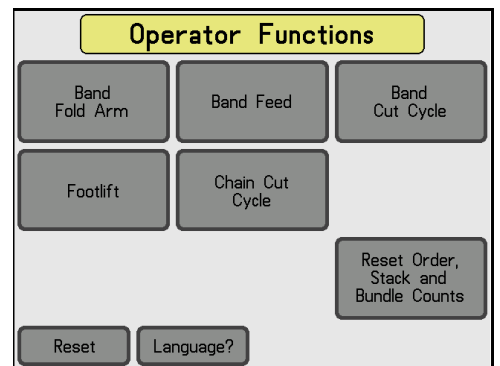 Operator Functions
Band
Fold Arm
Band Feed
Band
Cut Cycle
Footlift
Chain Cut
Cycle
Reset Order,
Stack and
Bundle Counts
Reset
Language?